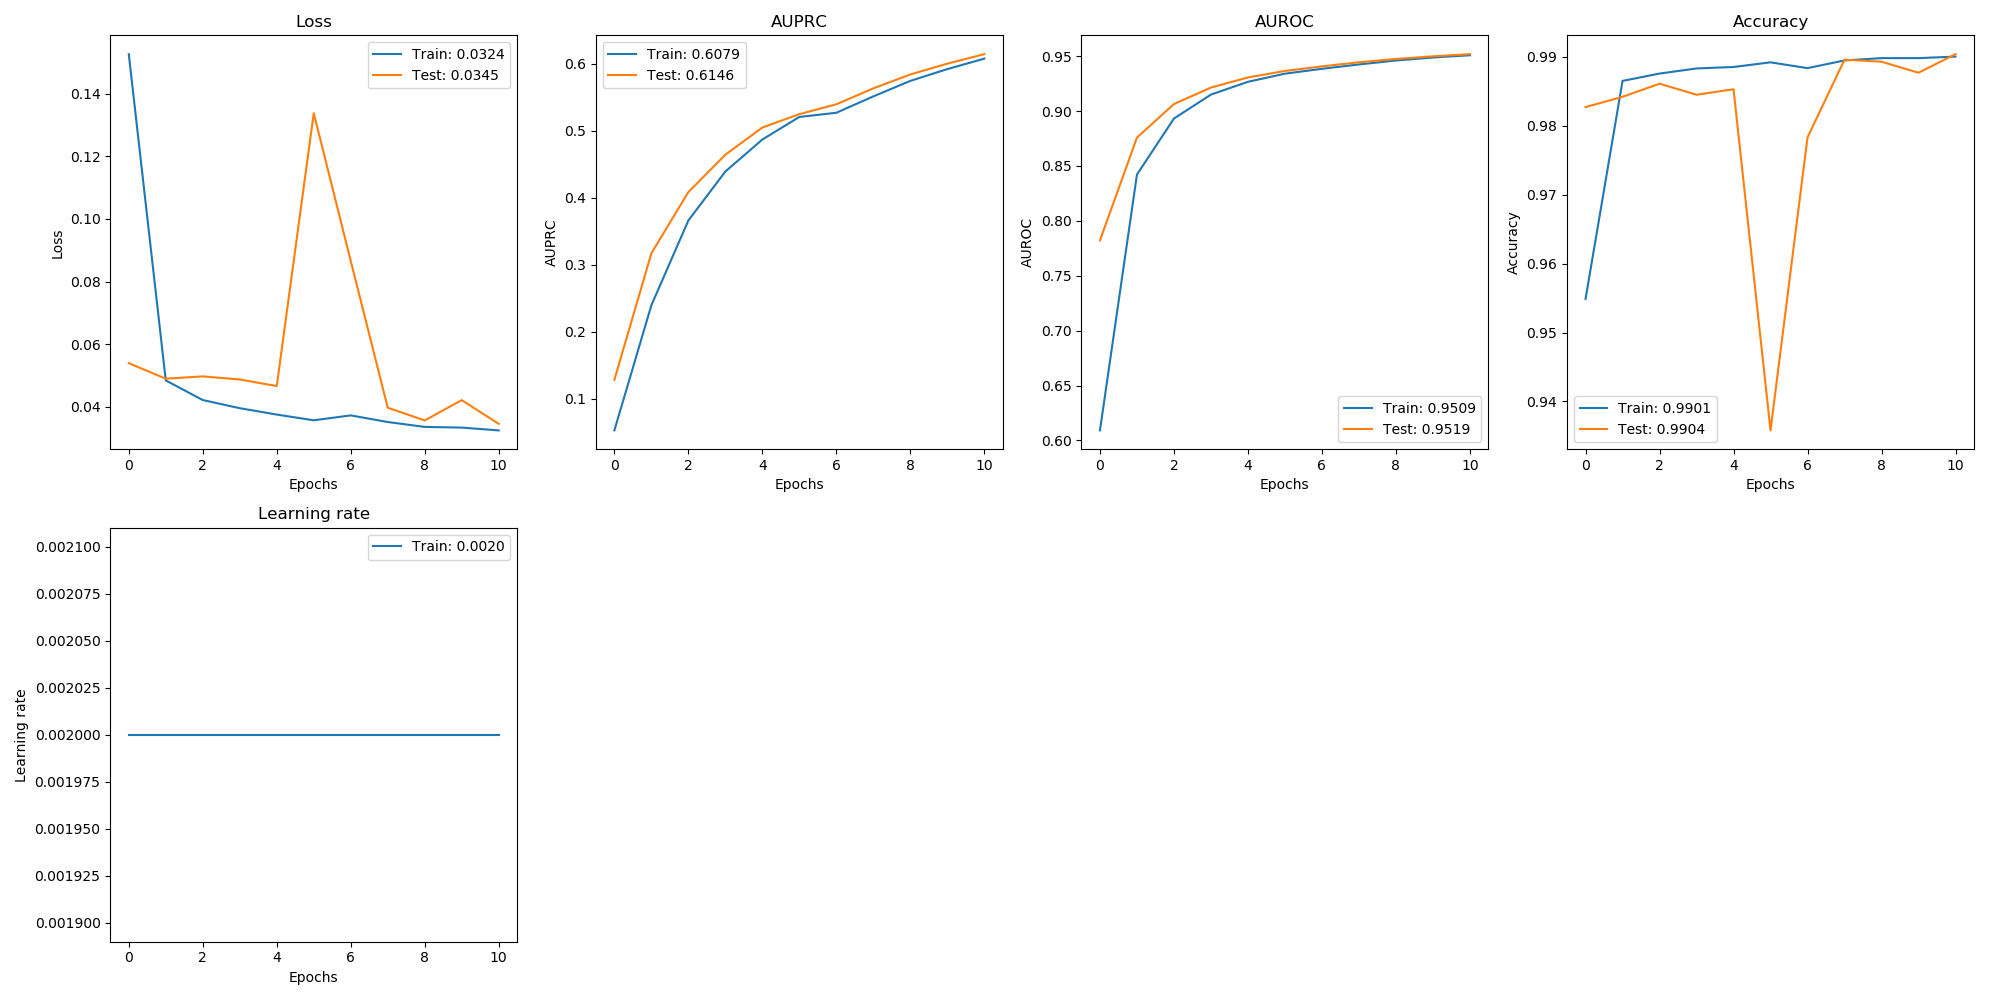 Loss
Train: 0.0324
Test: 0.0345
0.14
0.12
0.10
0.08
0.06
0.04
Loss
0 2 4 6 8 10
Epochs
AUPRC
Train: 0.6079
Test: 0.6146
0.6
0.5
0.4
0.3
0.2
0.1
AUPRC
0 2 4 6 8 10
Epochs
AUROC
0.95
0.90
0.85
0.80
0.75
0.70
0.65
0.60
AUROC
Train: 0.9509
Test: 0.9519
0 2 4 6 8 10
Epochs
Accuracy
0.99
0.98
0.97
0.96
0.95
0.94
Accuracy
Train: 0.9901
Test: 0.9904
0 2 4 6 8 10
Epochs
Learning rate
Train: 0.0020
0.002100
0.002075
0.002050
0.002025
0.002000
0.001975
0.001950
0.001925
0.001900
Learning rate
0 2 4 6 8 10
Epochs